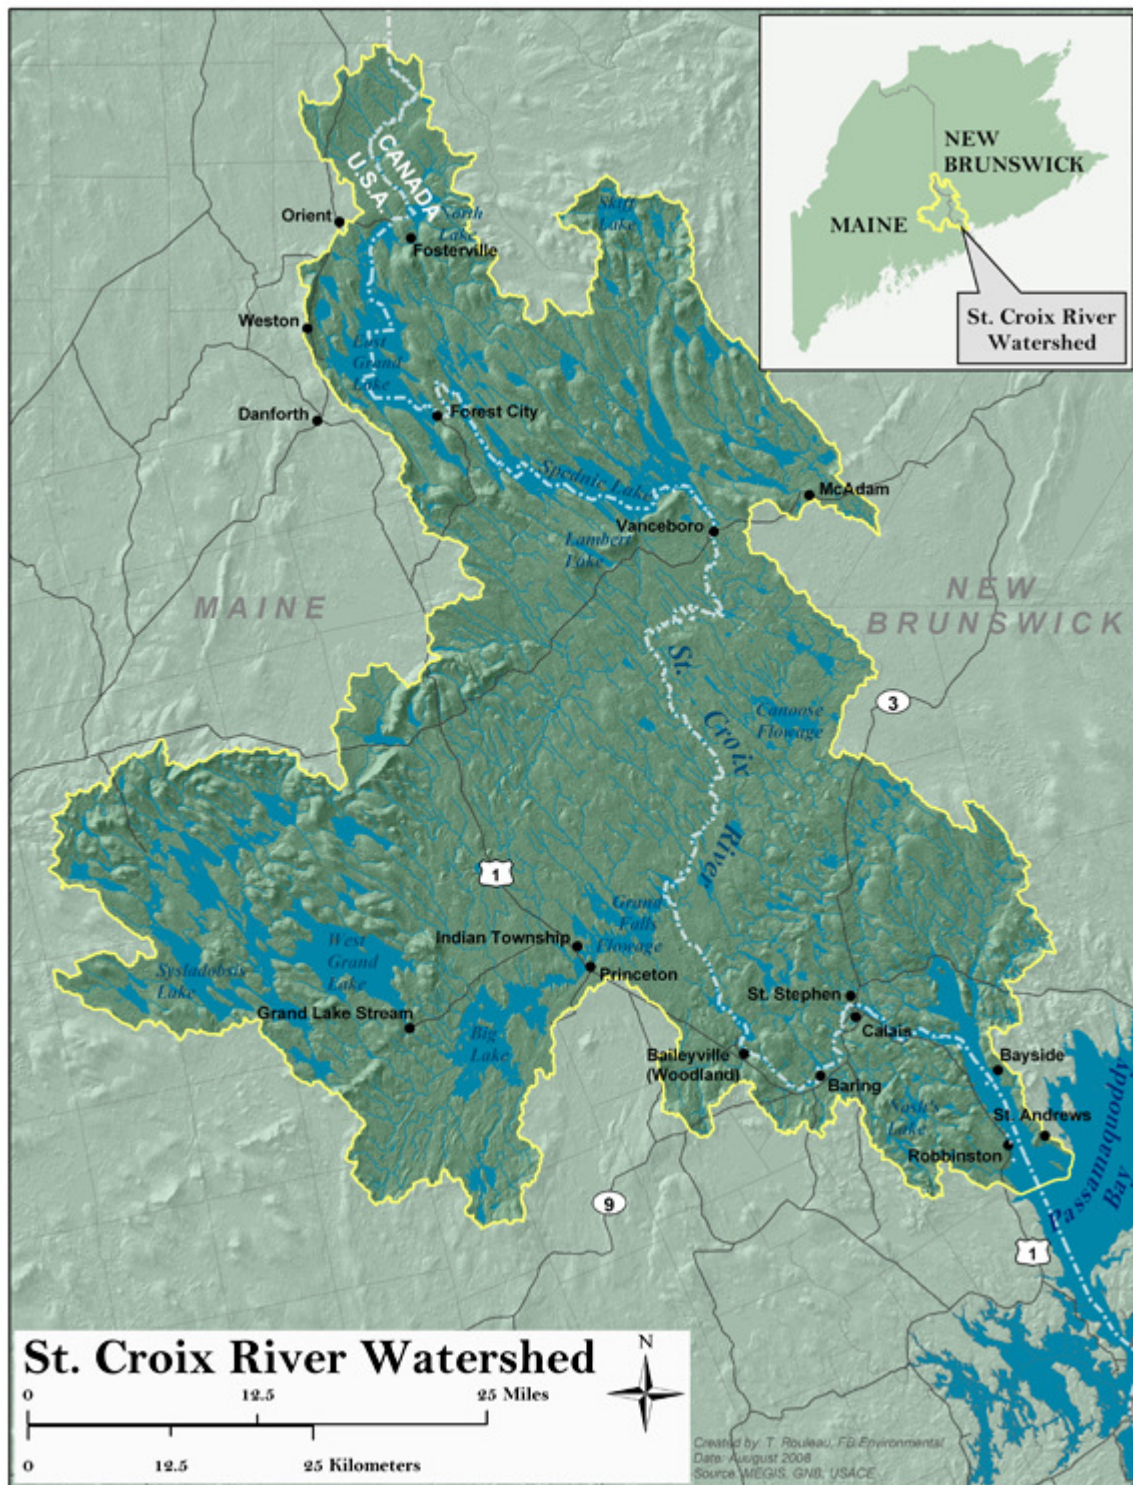 NEW
BRUNSWICK
MAINE
St. Croix River
Watershed
CANADA
U.S.A.
North
Lake
Skiff
Lake
Orient
Fosterville
Weston
East
Grand
Lake
Danforth
Forest City
Spednic Lake
McAdam
Vanceboro
Lambert
Lake
MAINE
NEW
BRUNSWICK
St. Croix River
3
Canoose
Flowage
1
Grand
Falls
Flowage
Indian Township
Princeton
West
Grand
Lake
Sysladobsis
Lake
Grand Lake Stream
Big
Lake
St. Stephen
Calais
Baileyville
(Woodland)
Baring
Bayside
Nash's
Lake
St. Andrews
Robbinston
Passamaquoddy
Bay
9
1
St. Croix River Watershed
N
0 12.5 25 Miles
0 12.5 25 Kilometers
Created by: T. Rouleau, FB Environmental
Date: Auugust 2008
Source: MEGIS, GNB, USACE